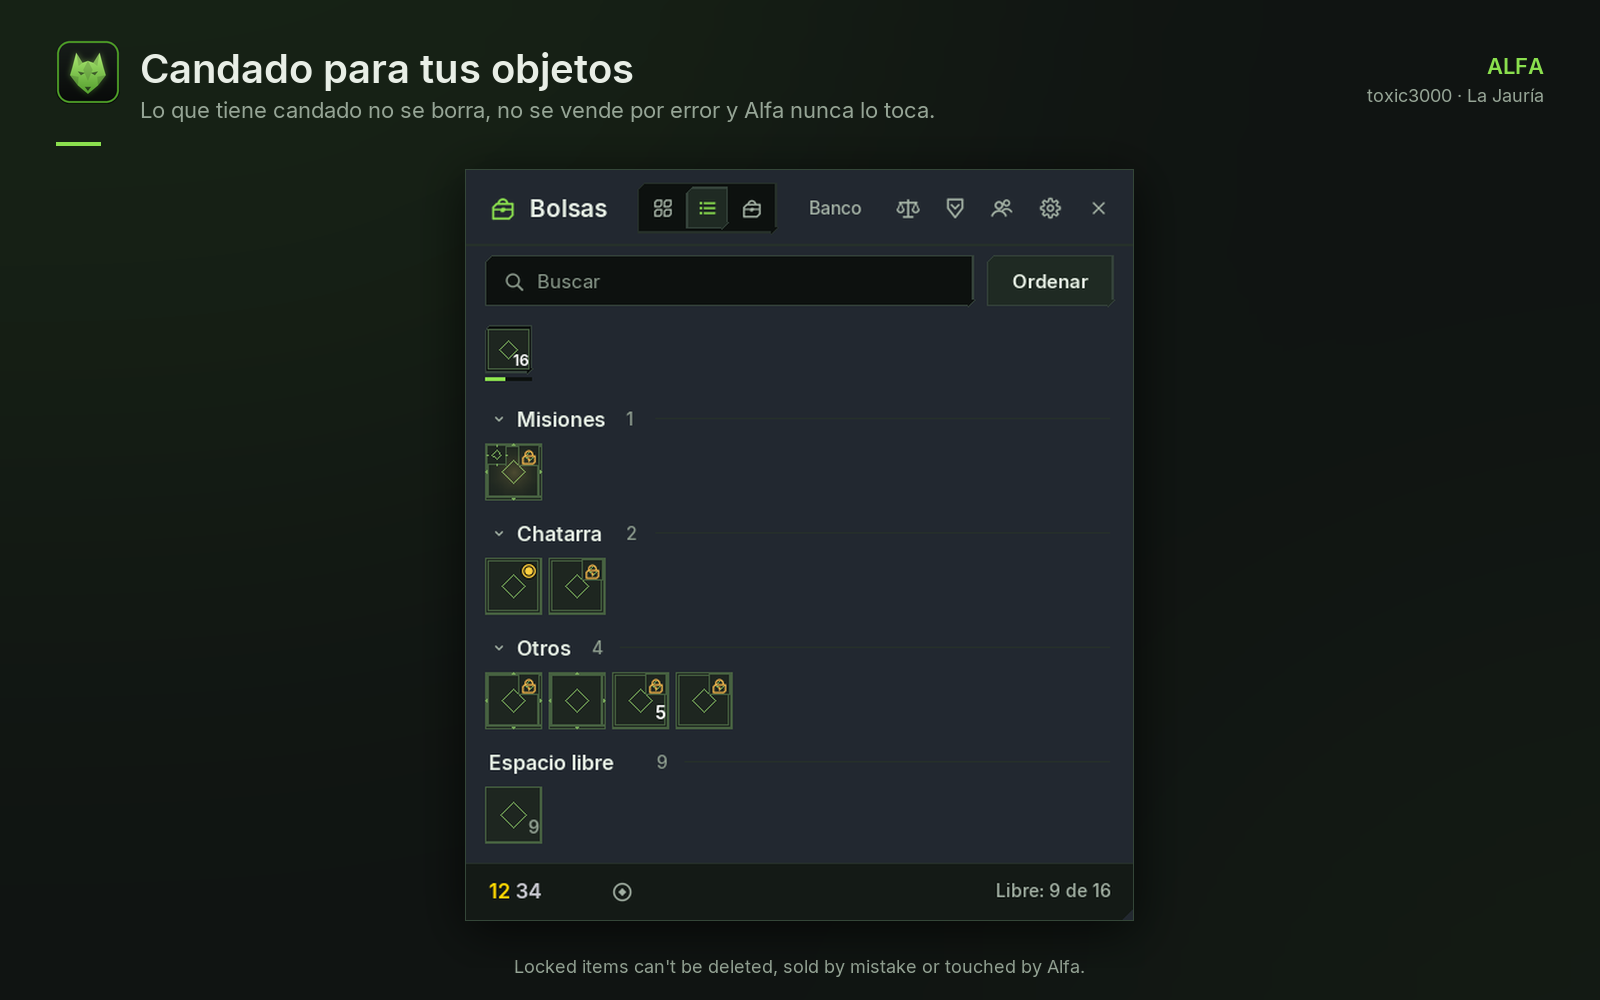 Candado para tus objetos
Lo que tiene candado no se borra, no se vende por error y Alfa nunca lo toca.
ALFA
toxic3000 · La Jauría
Bolsas
Banco
Buscar
Ordenar
16
Misiones 1
Chatarra 2
Otros 4
5
Espacio libre 9
9
12 34
Libre: 9 de 16
Locked items can't be deleted, sold by mistake or touched by Alfa.